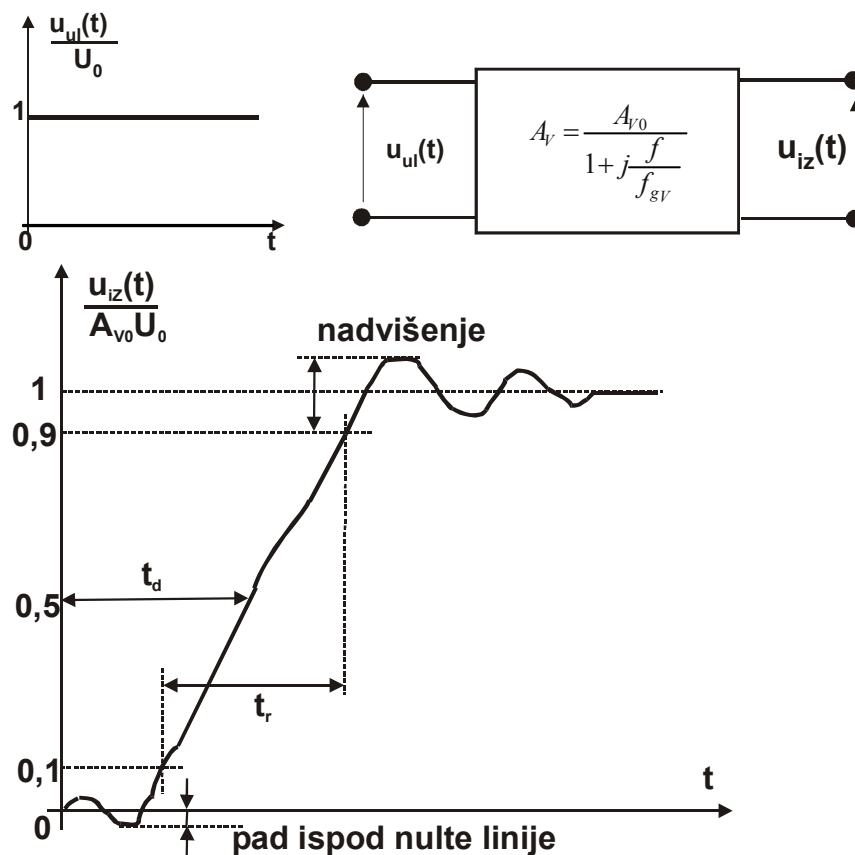 u_ul(t)
U_0
1
0
t
u_ul(t)
A_V = A_V0 / (1 + j f / f_gV)
u_iz(t)
u_iz(t)
A_V0 U_0
nadvišenje
1
0,9
t_d
0,5
t_r
0,1
t
0
pad ispod nulte linije